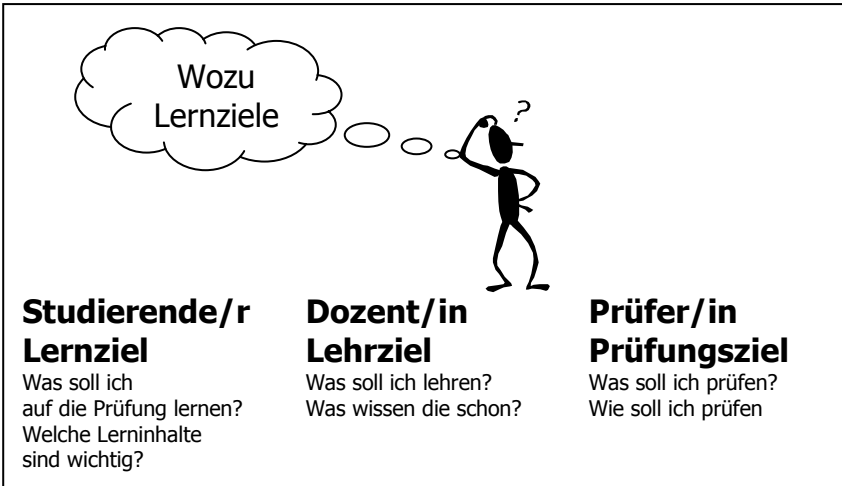 Wozu
Lernziele
?
Studierende/r
Lernziel
Was soll ich
auf die Prüfung lernen?
Welche Lerninhalte
sind wichtig?
Dozent/in
Lehrziel
Was soll ich lehren?
Was wissen die schon?
Prüfer/in
Prüfungsziel
Was soll ich prüfen?
Wie soll ich prüfen